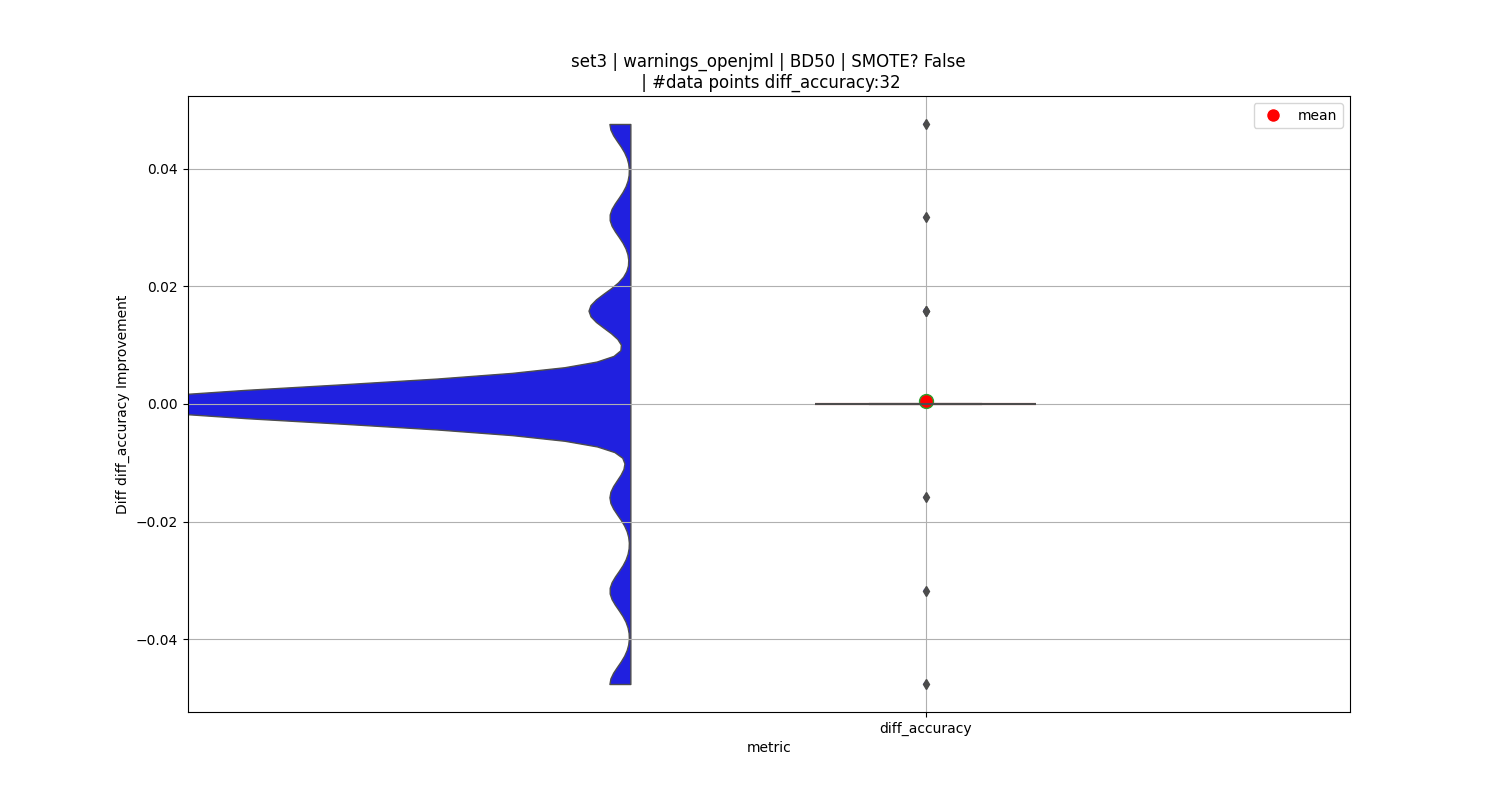 set3 | warnings_openjml | BD50 | SMOTE? False
| #data points diff_accuracy:32
mean
0.04
0.02
0.00
−0.02
−0.04
Diff diff_accuracy Improvement
diff_accuracy
metric